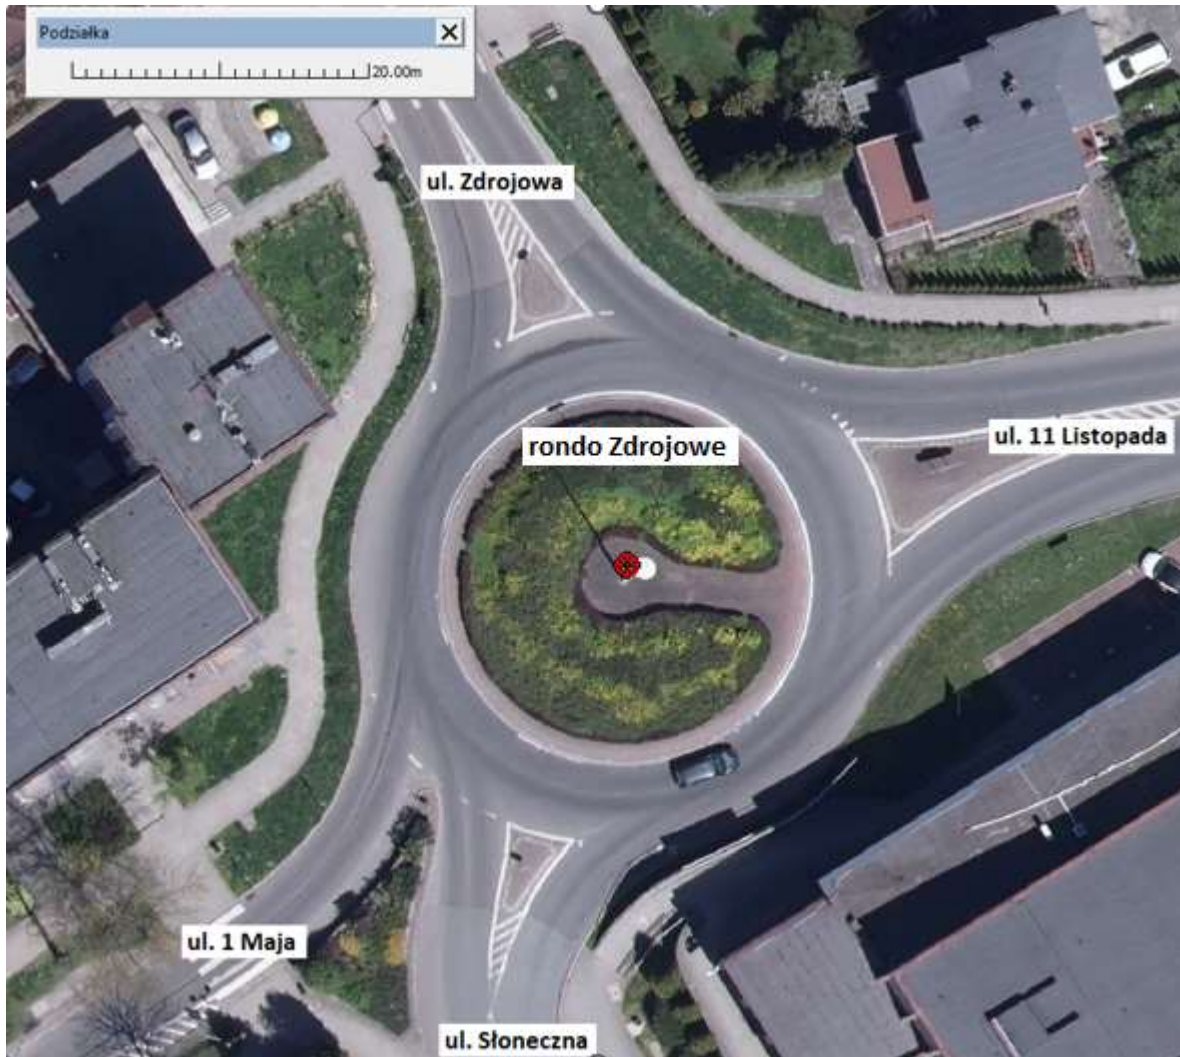 Podziałka
20.00m
ul. Zdrojowa
ul. 11 Listopada
rondo Zdrojowe
ul. 1 Maja
ul. Słoneczna